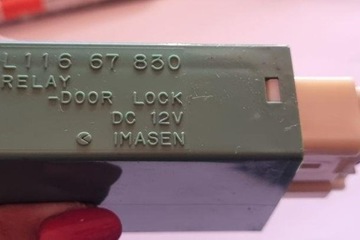 L116 67 830
RELAY
-DOOR LOCK
DC 12V
IMASEN